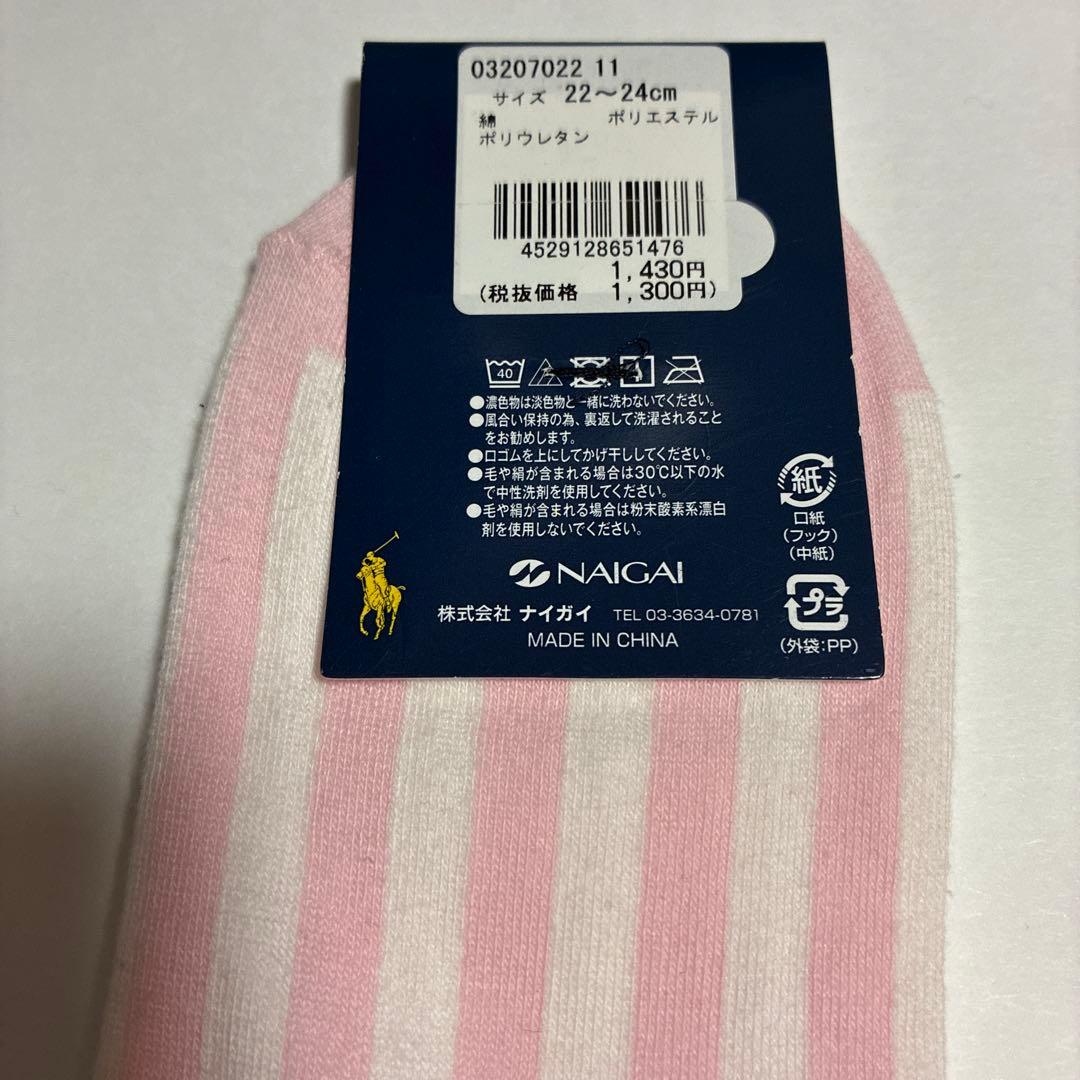 03207022 11
サイズ 22～24cm
綿 ポリエステル
ポリウレタン
4529128651476
1,430円
(税抜価格 1,300円)
40
●濃色物は淡色物と一緒に洗わないでください。
●風合い保持の為、裏返して洗濯されること
をお勧めします。
●口ゴムを上にしてかげ干ししてください。
●毛や絹が含まれる場合は30℃以下の水
で中性洗剤を使用してください。
●毛や絹が含まれる場合は粉末酸素系漂白
剤を使用しないでください。
紙
口紙
(フック)
(中紙)
NAIGAI
株式会社 ナイガイ TEL 03-3634-0781
MADE IN CHINA
プラ
(外袋:PP)